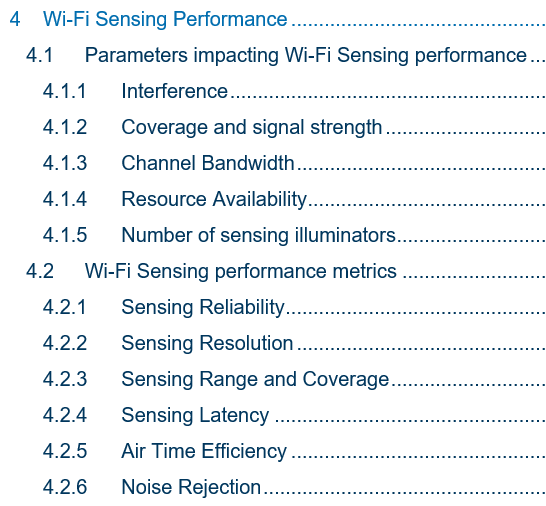 4 Wi-Fi Sensing Performance ..............................................
4.1 Parameters impacting Wi-Fi Sensing performance ...
4.1.1 Interference.........................................................
4.1.2 Coverage and signal strength .............................
4.1.3 Channel Bandwidth.............................................
4.1.4 Resource Availability...........................................
4.1.5 Number of sensing illuminators...........................
4.2 Wi-Fi Sensing performance metrics ..........................
4.2.1 Sensing Reliability...............................................
4.2.2 Sensing Resolution .............................................
4.2.3 Sensing Range and Coverage............................
4.2.4 Sensing Latency .................................................
4.2.5 Air Time Efficiency ..............................................
4.2.6 Noise Rejection...................................................